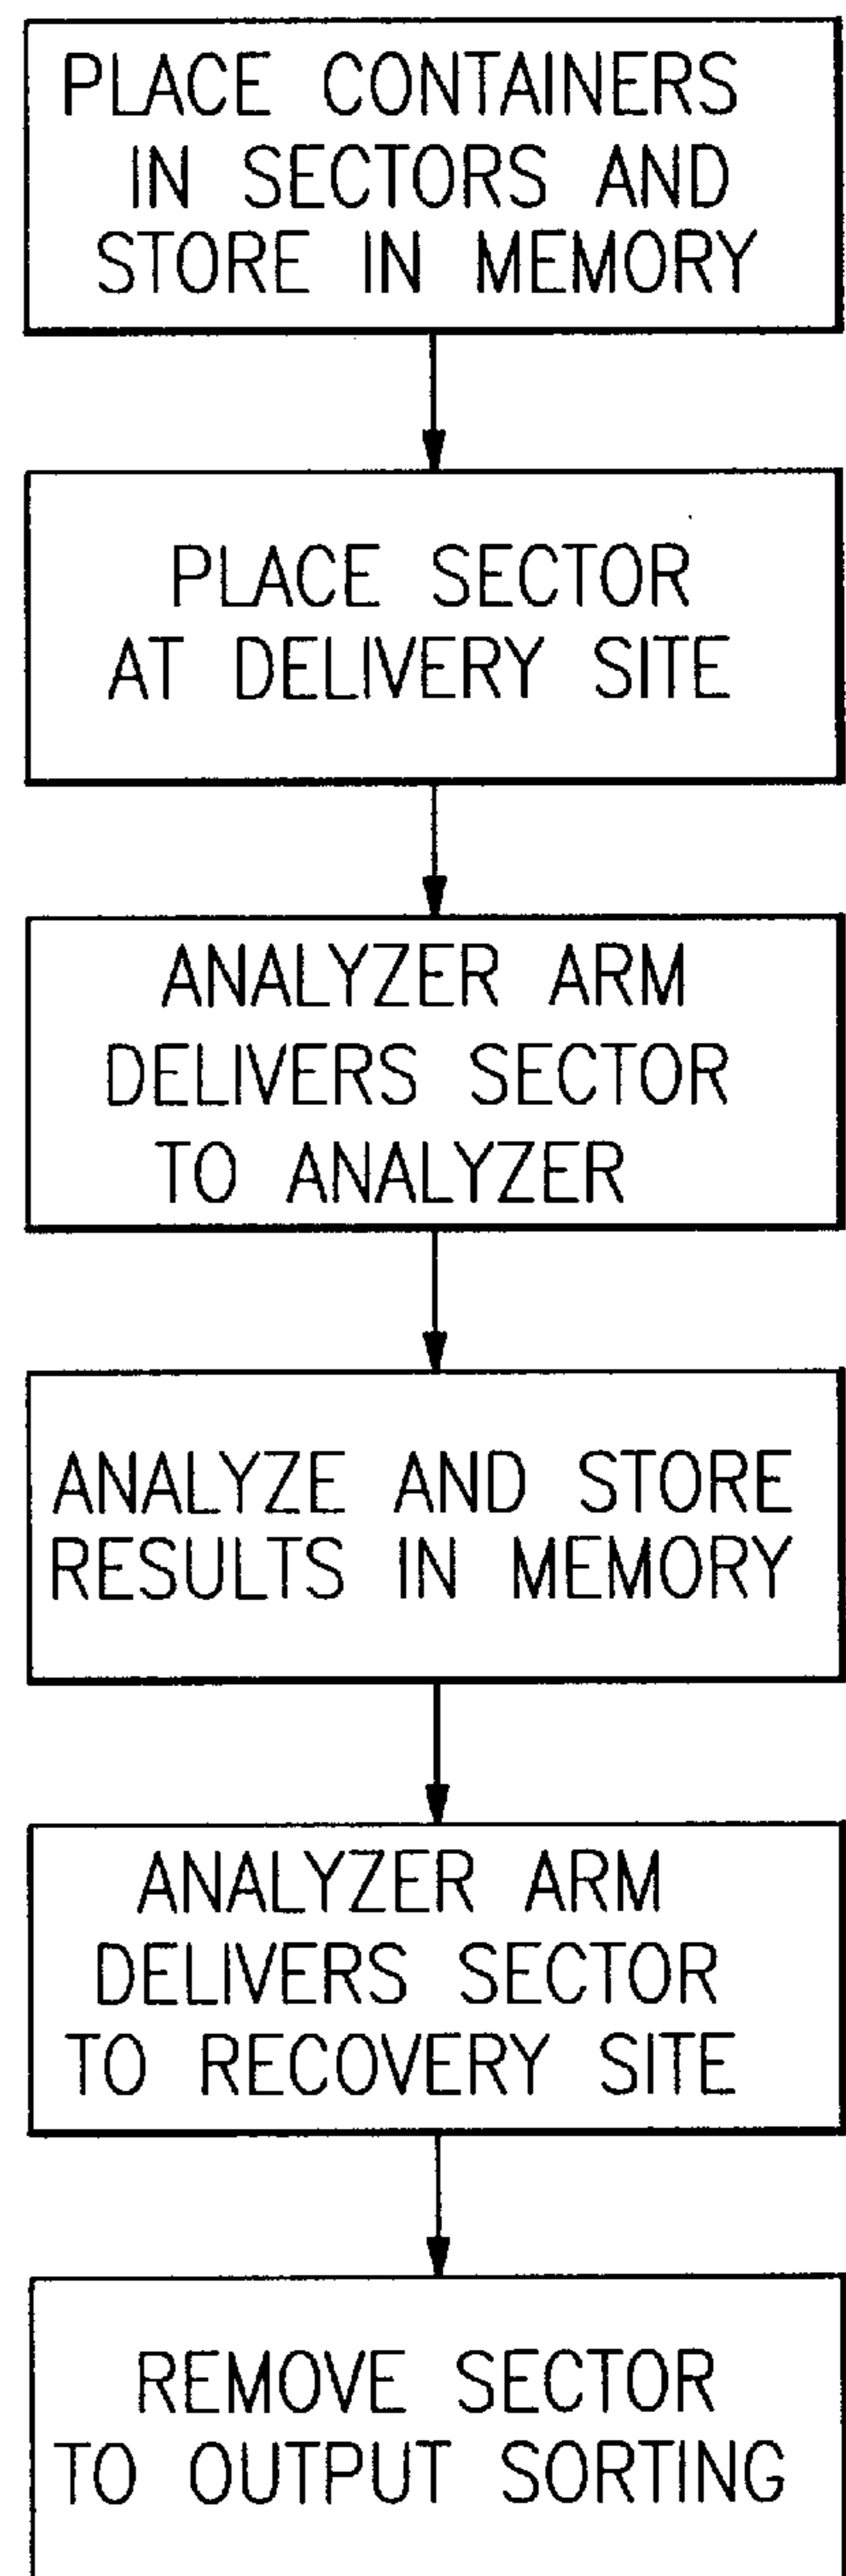 PLACE CONTAINERS
IN SECTORS AND
STORE IN MEMORY
PLACE SECTOR
AT DELIVERY SITE
ANALYZER ARM
DELIVERS SECTOR
TO ANALYZER
ANALYZE AND STORE
RESULTS IN MEMORY
ANALYZER ARM
DELIVERS SECTOR
TO RECOVERY SITE
REMOVE SECTOR
TO OUTPUT SORTING